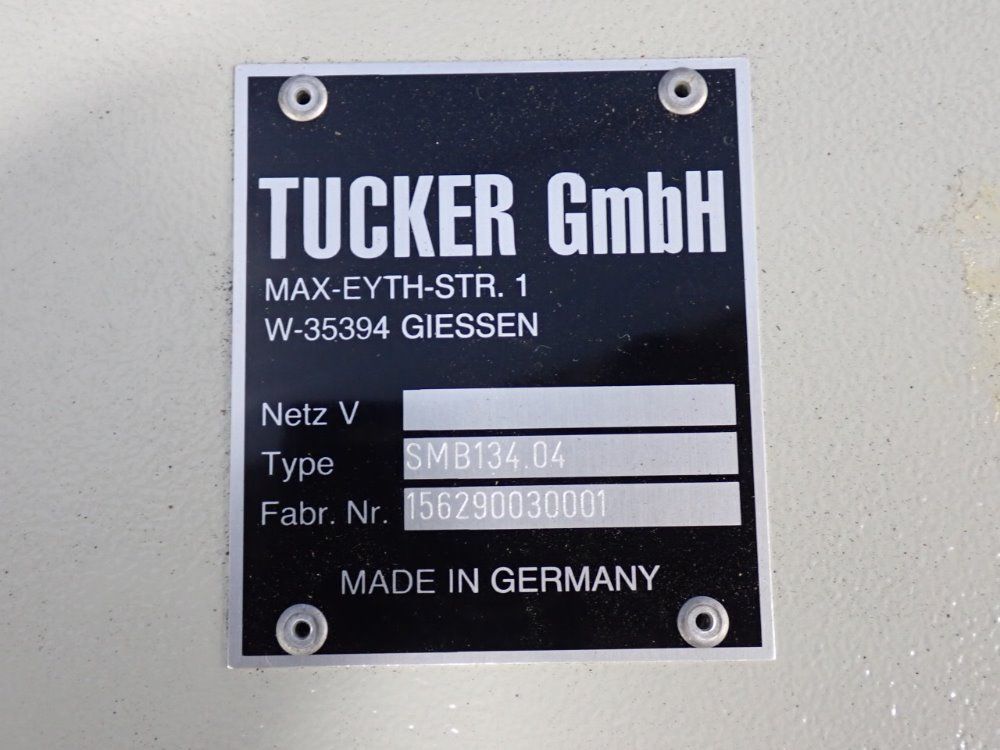 TUCKER GmbH
MAX-EYTH-STR. 1
W-35394 GIESSEN
Netz V
Type SMB134.04
Fabr. Nr. 156290030001
MADE IN GERMANY